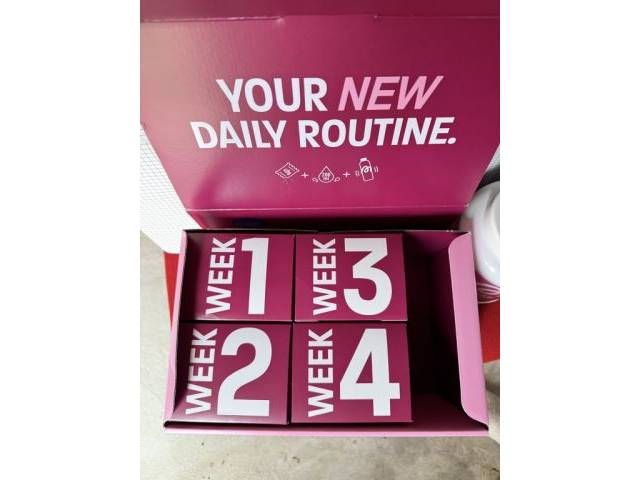 YOUR NEW
DAILY ROUTINE.
WEEK 1
WEEK 3
WEEK 2
WEEK 4